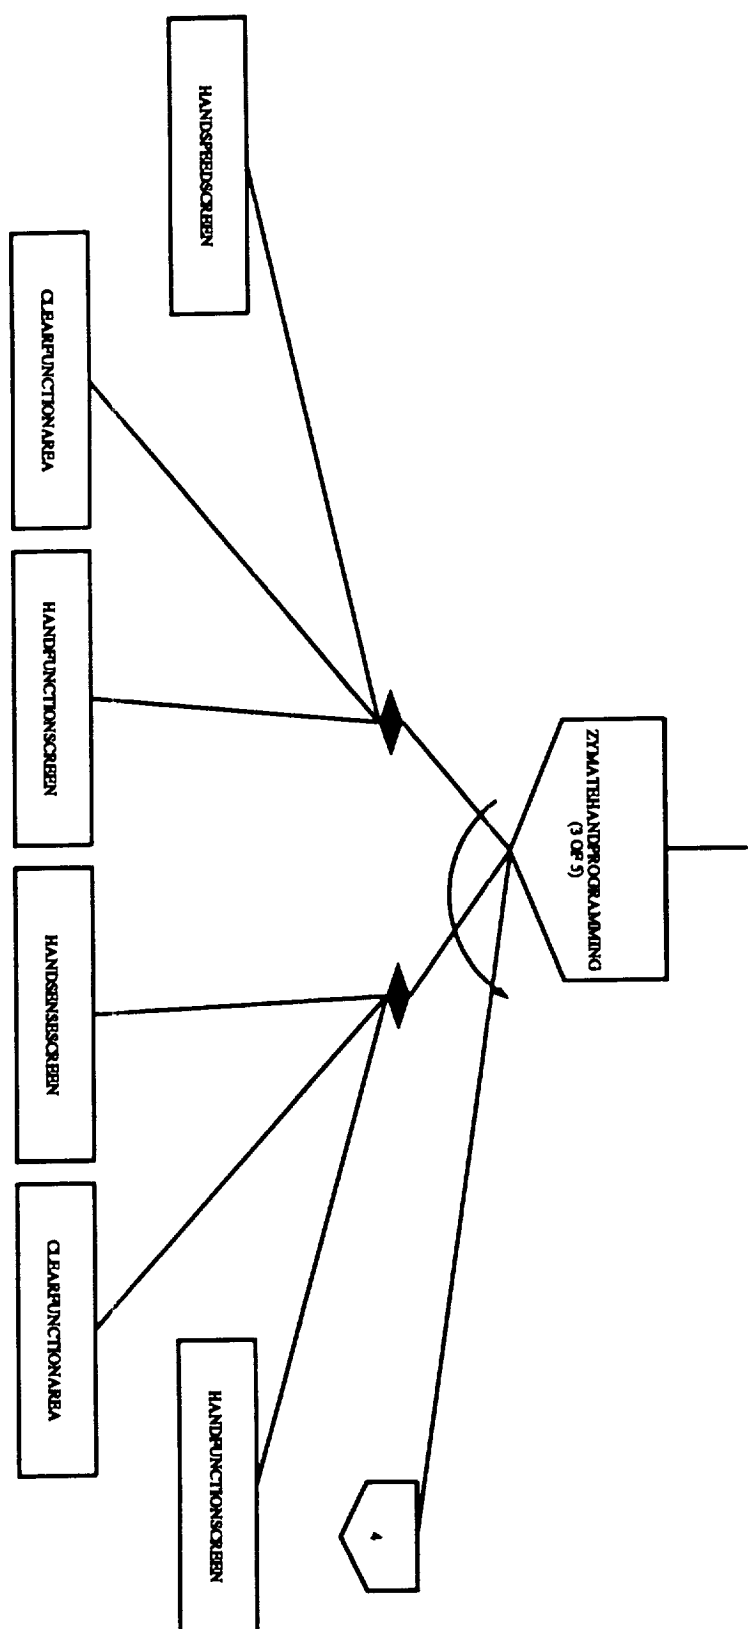 ZYMATEHANDPROGRAMMING
(3 OF 5)
HANDSPEEDSCREEN
CLEARFUNCTIONAREA
HANDFUNCTIONSCREEN
HANDSENSESCREEN
CLEARFUNCTIONAREA
HANDFUNCTIONSCREEN
4